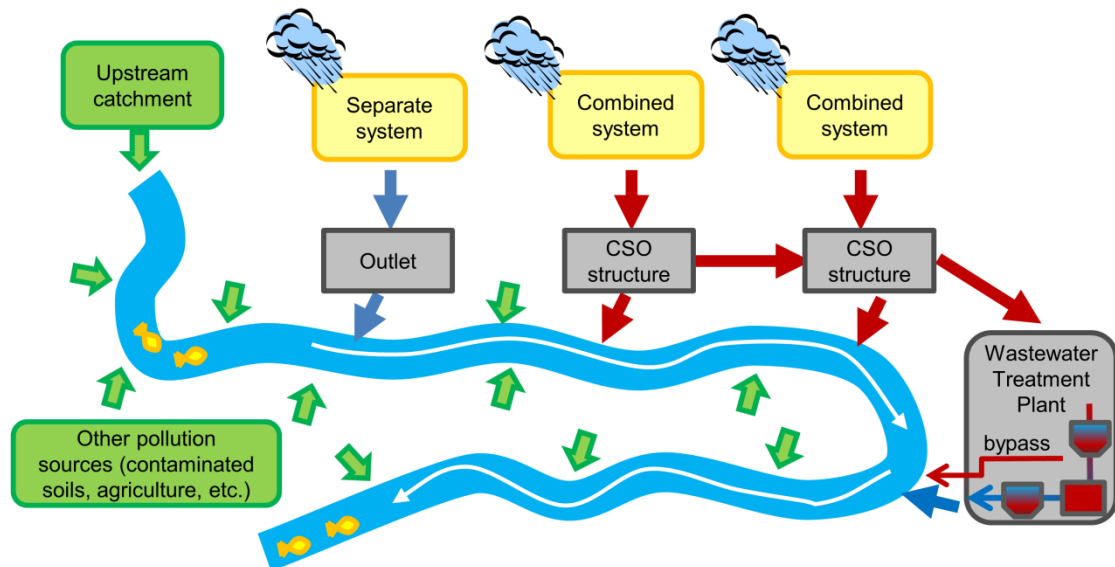 Upstream
catchment
Separate
system
Combined
system
Combined
system
Outlet
CSO
structure
CSO
structure
Wastewater
Treatment
Plant
bypass
Other pollution
sources (contaminated
soils, agriculture, etc.)